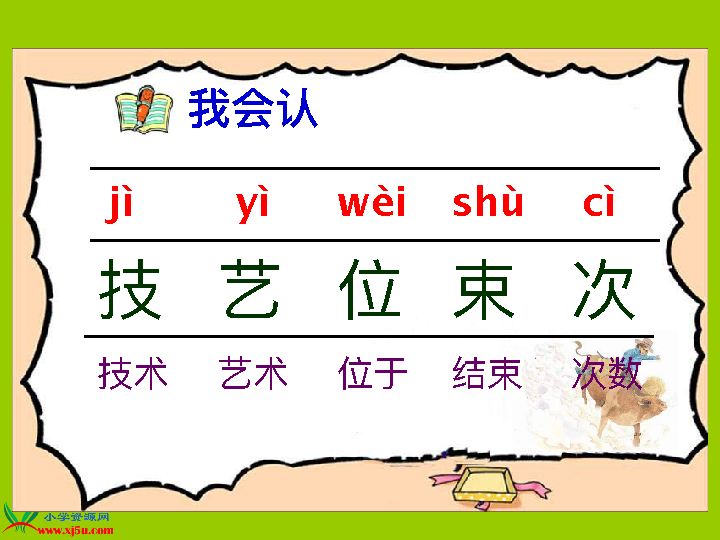 我会认
jì yì wèi shù cì
技 艺 位 束 次
技术 艺术 位于 结束 次数
小学资源网
www.xj5u.com